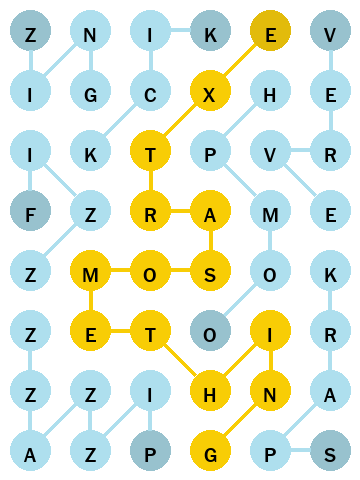 Z N I K E V
I G C X H E
I K T P V R
F Z R A M E
Z M O S O K
Z E T O I R
Z Z I H N A
A Z P G P S